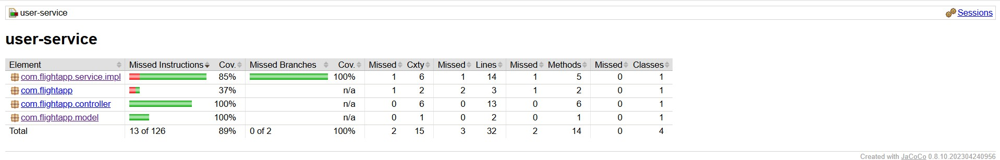 user-service Sessions
user-service
Element Missed Instructions Cov. Missed Branches Cov. Missed Cxty Missed Lines Missed Methods Missed Classes
com.flightapp.service.impl 85% 100% 1 6 1 14 1 5 0 1
com.flightapp 37% n/a 1 2 2 3 1 2 0 1
com.flightapp.controller 100% n/a 0 6 0 13 0 6 0 1
com.flightapp.model 100% n/a 0 1 0 2 0 1 0 1
Total 13 of 126 89% 0 of 2 100% 2 15 3 32 2 14 0 4
Created with JaCoCo 0.8.10.202304240956